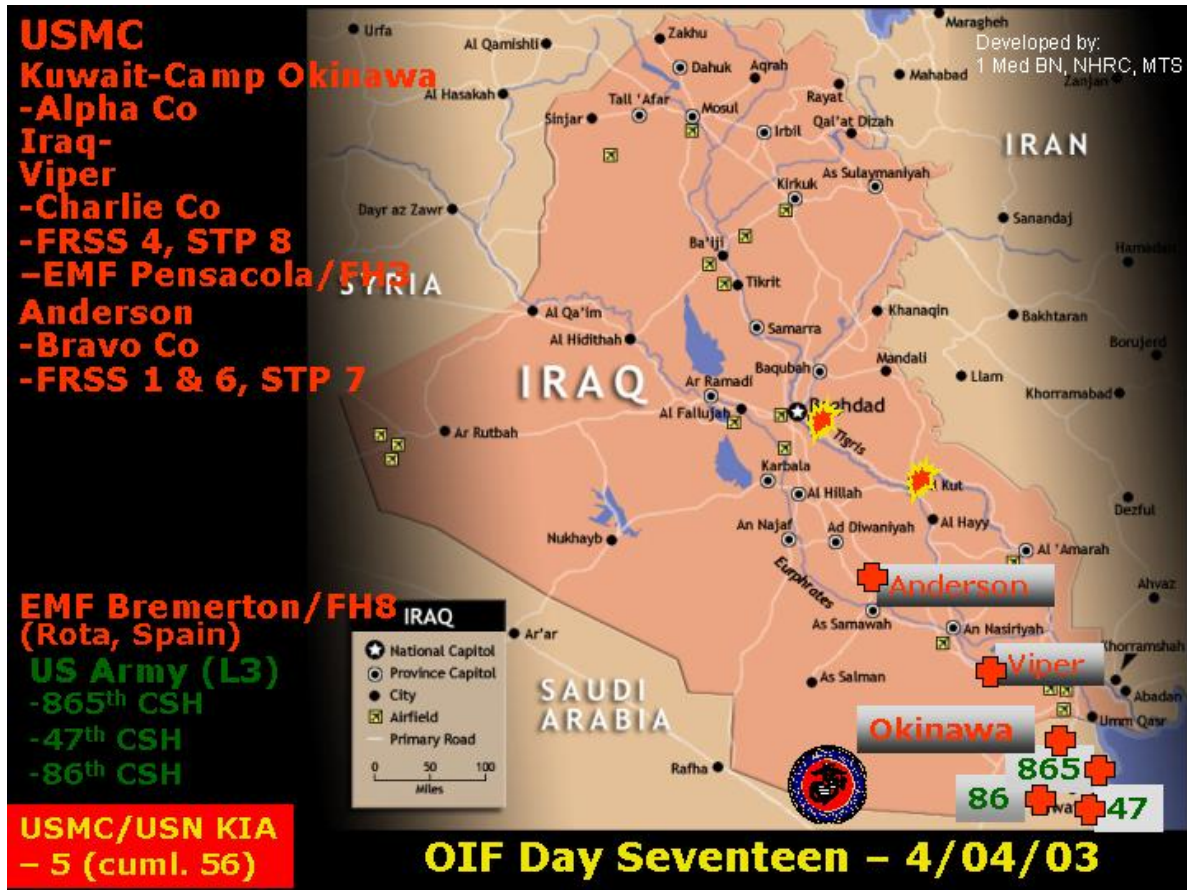 USMC
Kuwait-Camp Okinawa
-Alpha Co
Iraq-
Viper
-Charlie Co
-FRSS 4, STP 8
–EMF Pensacola/FH3
Anderson
-Bravo Co
-FRSS 1 & 6, STP 7
EMF Bremerton/FH8
(Rota, Spain)
US Army (L3)
-865th CSH
-47th CSH
-86th CSH
USMC/USN KIA
– 5 (cuml. 56)
Developed by:
1 Med BN, NHRC, MTS
Urfa
Al Qamishli
Zakhu
Maragheh
Dahuk
Aqrah
Mahabad
Zanjan
Al Hasakah
Tall 'Afar
Mosul
Rayat
Sinjar
Irbil
Qal'at Dizah
IRAN
As Sulaymaniyah
Kirkuk
Dayr az Zawr
Sanandaj
Ba'iji
Hamadan
SYRIA
Tikrit
Al Qa'im
Samarra
Khanaqin
Bakhtaran
Al Hidithah
Borujerd
Baqubah
Mandali
IRAQ
Ar Ramadi
Llam
Khorramabad
Al Fallujah
Baghdad
Ar Rutbah
Tigris
Karbala
Al Hillah
Al Kut
Dezful
An Najaf
Ad Diwaniyah
Al Hayy
Nukhayb
Al 'Amarah
Eurphrates
Anderson
Ahvaz
As Samawah
An Nasiriyah
Ar'ar
Khorramshah
Viper
As Salman
Abadan
SAUDI
ARABIA
Umm Qasr
Okinawa
Rafha
865
86
47
IRAQ
National Capitol
Province Capitol
City
Airfield
Primary Road
0 50 100
Miles
OIF Day Seventeen – 4/04/03